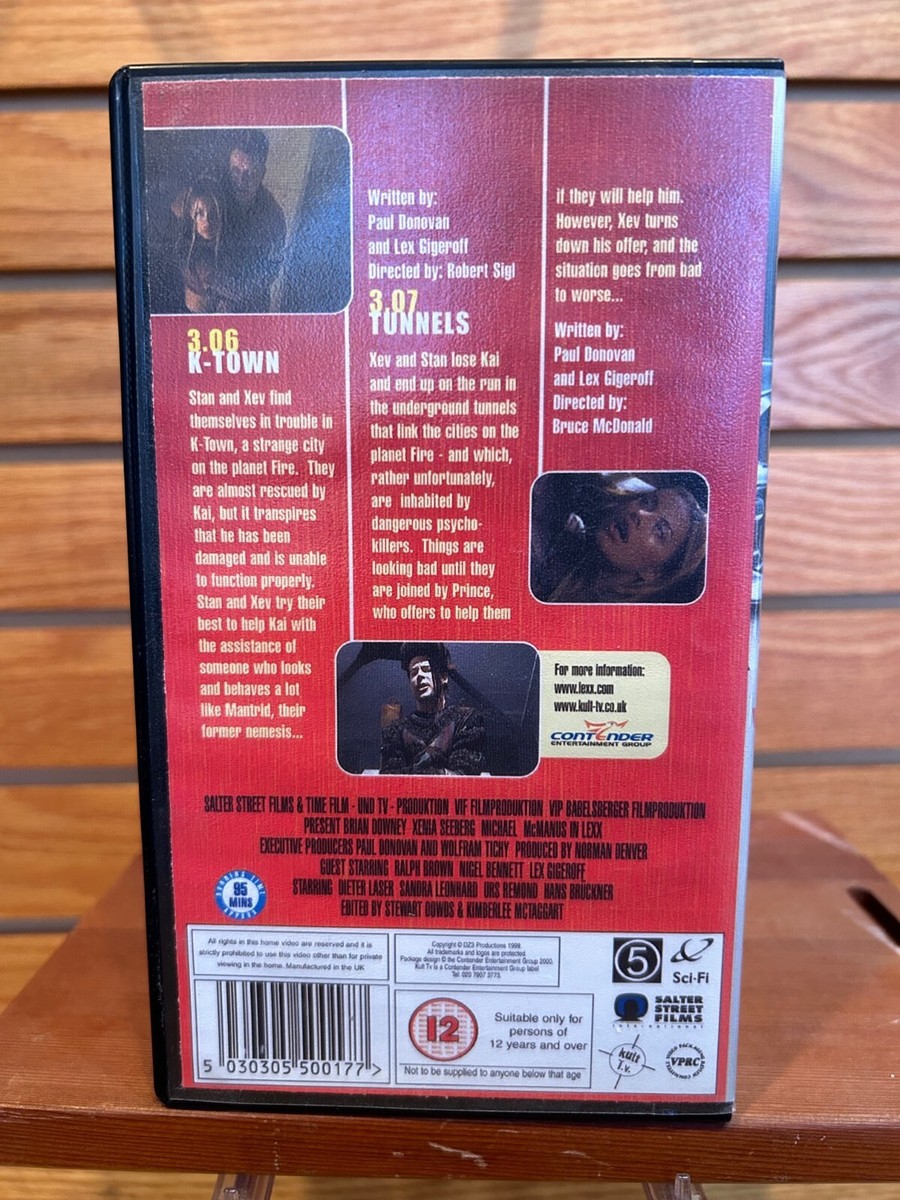 3.06
K-TOWN
Stan and Xev find
themselves in trouble in
K-Town, a strange city
on the planet Fire. They
are almost rescued by
Kai, but it transpires
that he has been
damaged and is unable
to function properly.
Stan and Xev try their
best to help Kai with
the assistance of
someone who looks
and behaves a lot
like Mantrid, their
former nemesis...
Written by:
Paul Donovan
and Lex Gigeroff
Directed by: Robert Sigl
3.07
TUNNELS
Xev and Stan lose Kai
and end up on the run in
the underground tunnels
that link the cities on the
planet Fire - and which,
rather unfortunately,
are inhabited by
dangerous psycho-
killers. Things are
looking bad until they
are joined by Prince,
who offers to help them
if they will help him.
However, Xev turns
down his offer, and the
situation goes from bad
to worse...
Written by:
Paul Donovan
and Lex Gigeroff
Directed by:
Bruce McDonald
For more information:
www.lexx.com
www.kult-tv.co.uk
CONTENDER
ENTERTAINMENT GROUP
SALTER STREET FILMS & TIME FILM - UND TV - PRODUKTION VIF FILMPRODUKTION VIP BABELSBERGER FILMPRODUKTION
PRESENT BRIAN DOWNEY XENIA SEEBERG MICHAEL McMANUS IN LEXX
EXECUTIVE PRODUCERS PAUL DONOVAN AND WOLFRAM TICHY PRODUCED BY NORMAN DENVER
GUEST STARRING RALPH BROWN NIGEL BENNETT LEX GIGEROFF
STARRING DIETER LASER SANDRA LEONHARD URS REMOND HANS BRÜCKNER
EDITED BY STEWART DOWDS & KIMBERLEE McTAGGART
RUNNING TIME
95
MINS
APPROX
All rights in this home video are reserved and it is
strictly prohibited to use this video other than for private
viewing in the home. Manufactured in the UK
Copyright © DZ3 Productions 1999.
All trademarks and logos are protected.
Package design © the Contender Entertainment Group 2000.
Kult Tv is a Contender Entertainment Group label
Tel: 020 7907 3773.
5 030305 500177 >
12
Suitable only for
persons of
12 years and over
Not to be supplied to anyone below that age
5
Sci-Fi
SALTER
STREET
FILMS
international
kult
T.v.
VPRC